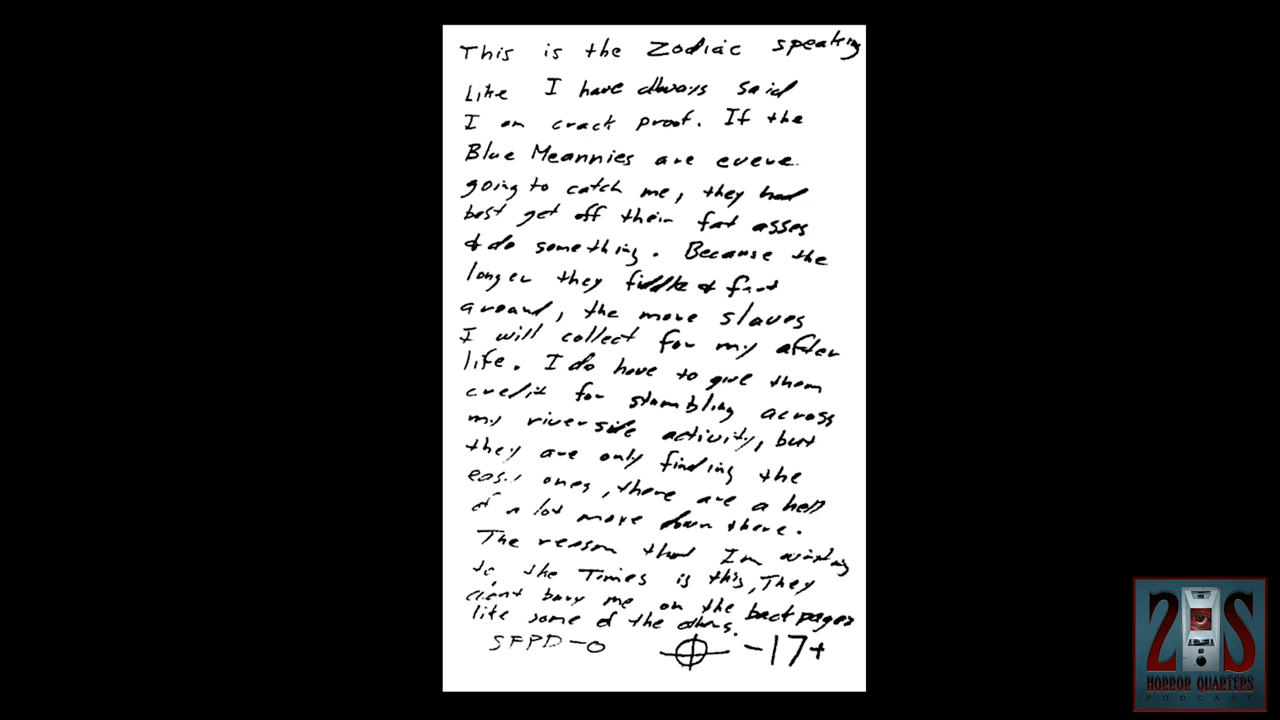 This is the Zodiac speaking
Like I have always said
I am crack proof. If the
Blue Meannies are evere
going to catch me, they had
best get off their fat asses
& do something. Because the
longer they fiddle & fart
around, the more slaves
I will collect for my after
life. I do have to give them
credit for stumbling across
my riverside activity, but
they are only finding the
easy ones, there are a hell
of a lot more down there.
The reason that Im writing
to the Times is this, They
dont bury me on the back pages
like some of the others.
SFPD-0 -17+
2S
HORROR QUARTERS
PODCAST